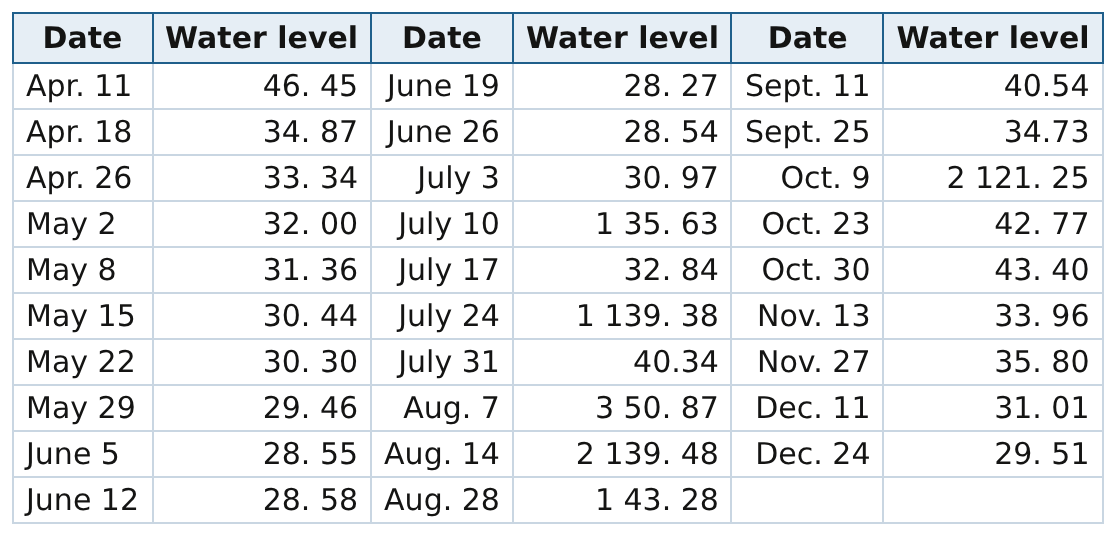 Date Water level Date Water level Date Water level
Apr. 11 46. 45 June 19 28. 27 Sept. 11 40.54
Apr. 18 34. 87 June 26 28. 54 Sept. 25 34.73
Apr. 26 33. 34 July 3 30. 97 Oct. 9 2 121. 25
May 2 32. 00 July 10 1 35. 63 Oct. 23 42. 77
May 8 31. 36 July 17 32. 84 Oct. 30 43. 40
May 15 30. 44 July 24 1 139. 38 Nov. 13 33. 96
May 22 30. 30 July 31 40.34 Nov. 27 35. 80
May 29 29. 46 Aug. 7 3 50. 87 Dec. 11 31. 01
June 5 28. 55 Aug. 14 2 139. 48 Dec. 24 29. 51
June 12 28. 58 Aug. 28 1 43. 28